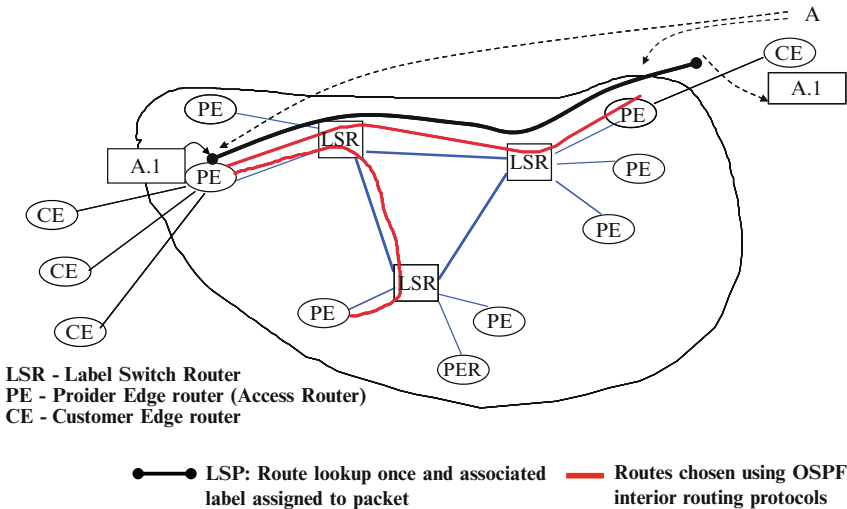 A
CE
A.1
PE
PE
LSR
LSR
A.1
PE
PE
CE
PE
CE
LSR
PE
PE
CE
PER
LSR - Label Switch Router
PE - Proider Edge router (Access Router)
CE - Customer Edge router
LSP: Route lookup once and associated
label assigned to packet
Routes chosen using OSPF
interior routing protocols